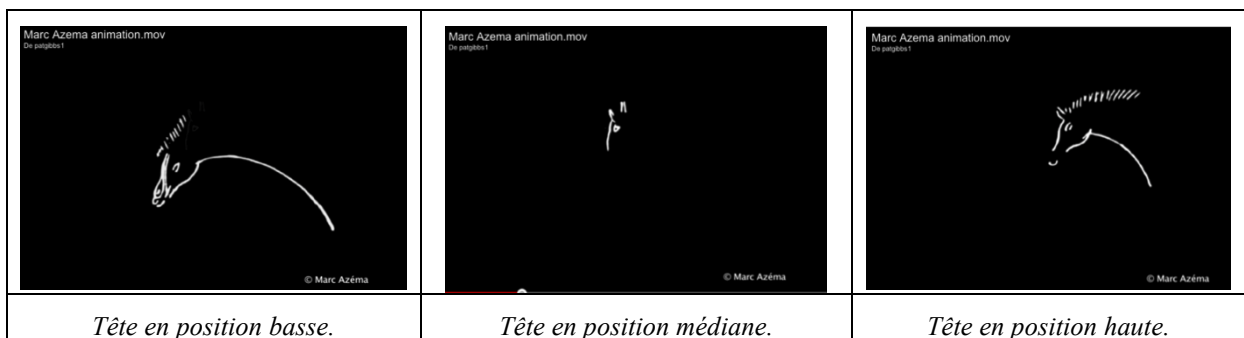 Marc Azema animation.mov
De patgibbs1
© Marc Azéma
Tête en position basse.
Marc Azema animation.mov
De patgibbs1
© Marc Azéma
Tête en position médiane.
Marc Azema animation.mov
De patgibbs1
© Marc Azéma
Tête en position haute.